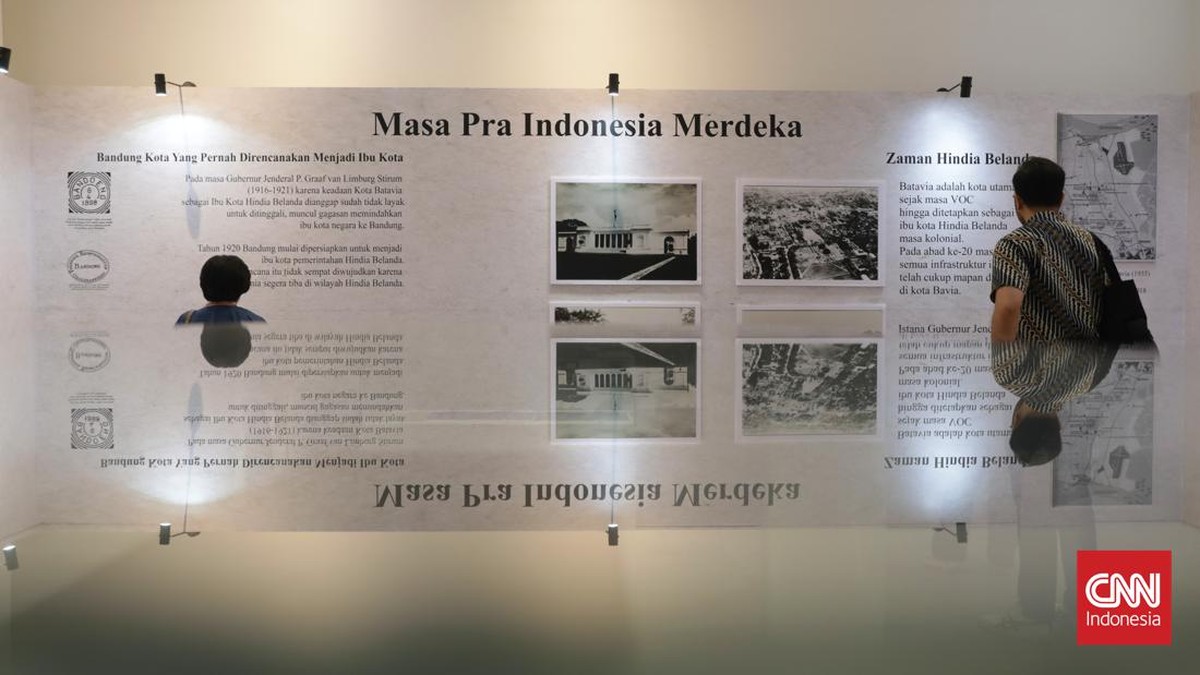 Masa Pra Indonesia Merdeka
Bandung Kota Yang Pernah Direncanakan Menjadi Ibu Kota
Pada masa Gubernur Jenderal P. Graaf van Limburg Stirum
(1916-1921) karena keadaan Kota Batavia
sebagai Ibu Kota Hindia Belanda dianggap sudah tidak layak
untuk ditinggali, muncul gagasan memindahkan
ibu kota negara ke Bandung.
Tahun 1920 Bandung mulai dipersiapkan untuk menjadi
ibu kota pemerintahan Hindia Belanda.
itu tidak sempat diwujudkan karena
segera tiba di wilayah Hindia Belanda.
BANDOENG
1898
Zaman Hindia Beland
Batavia adalah kota utama
sejak masa VOC
hingga ditetapkan sebagai
ibu kota Hindia Belanda
masa kolonial.
Pada abad ke-20 mas
semua infrastruktur
telah cukup mapan d
di kota Bavia.
Istana Gubernur Jend
CNN
Indonesia